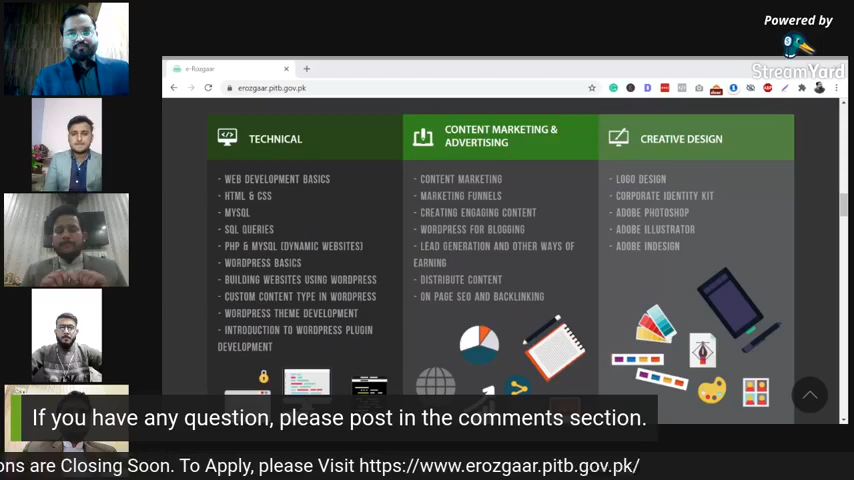 Powered by
StreamYard
e-Rozgaar
erozgaar.pitb.gov.pk
TECHNICAL
- WEB DEVELOPMENT BASICS
- HTML & CSS
- MYSQL
- SQL QUERIES
- PHP & MYSQL (DYNAMIC WEBSITES)
- WORDPRESS BASICS
- BUILDING WEBSITES USING WORDPRESS
- CUSTOM CONTENT TYPE IN WORDPRESS
- WORDPRESS THEME DEVELOPMENT
- INTRODUCTION TO WORDPRESS PLUGIN
DEVELOPMENT
CONTENT MARKETING &
ADVERTISING
- CONTENT MARKETING
- MARKETING FUNNELS
- CREATING ENGAGING CONTENT
- WORDPRESS FOR BLOGGING
- LEAD GENERATION AND OTHER WAYS OF
EARNING
- DISTRIBUTE CONTENT
- ON PAGE SEO AND BACKLINKING
CREATIVE DESIGN
- LOGO DESIGN
- CORPORATE IDENTITY KIT
- ADOBE PHOTOSHOP
- ADOBE ILLUSTRATOR
- ADOBE INDESIGN
If you have any question, please post in the comments section.
ons are Closing Soon. To Apply, please Visit https://www.erozgaar.pitb.gov.pk/